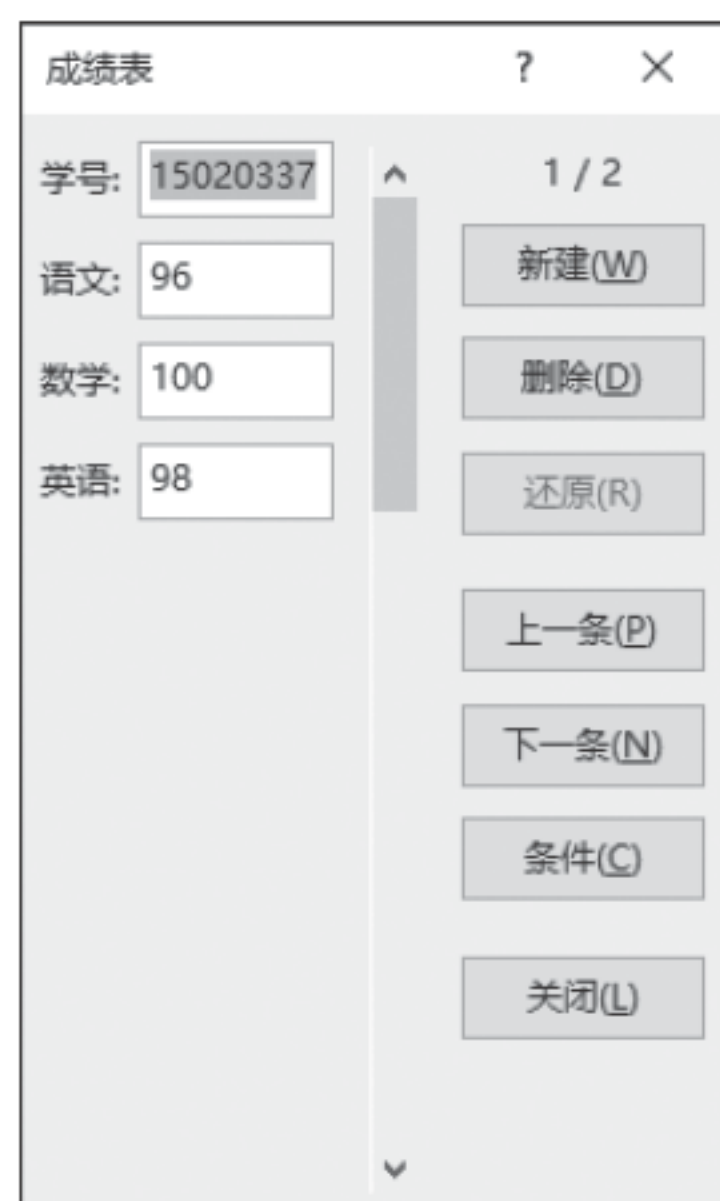 成绩表 ? ×
学号: 15020337
1 / 2
语文: 96
新建(W)
数学: 100
删除(D)
英语: 98
还原(R)
上一条(P)
下一条(N)
条件(C)
关闭(L)